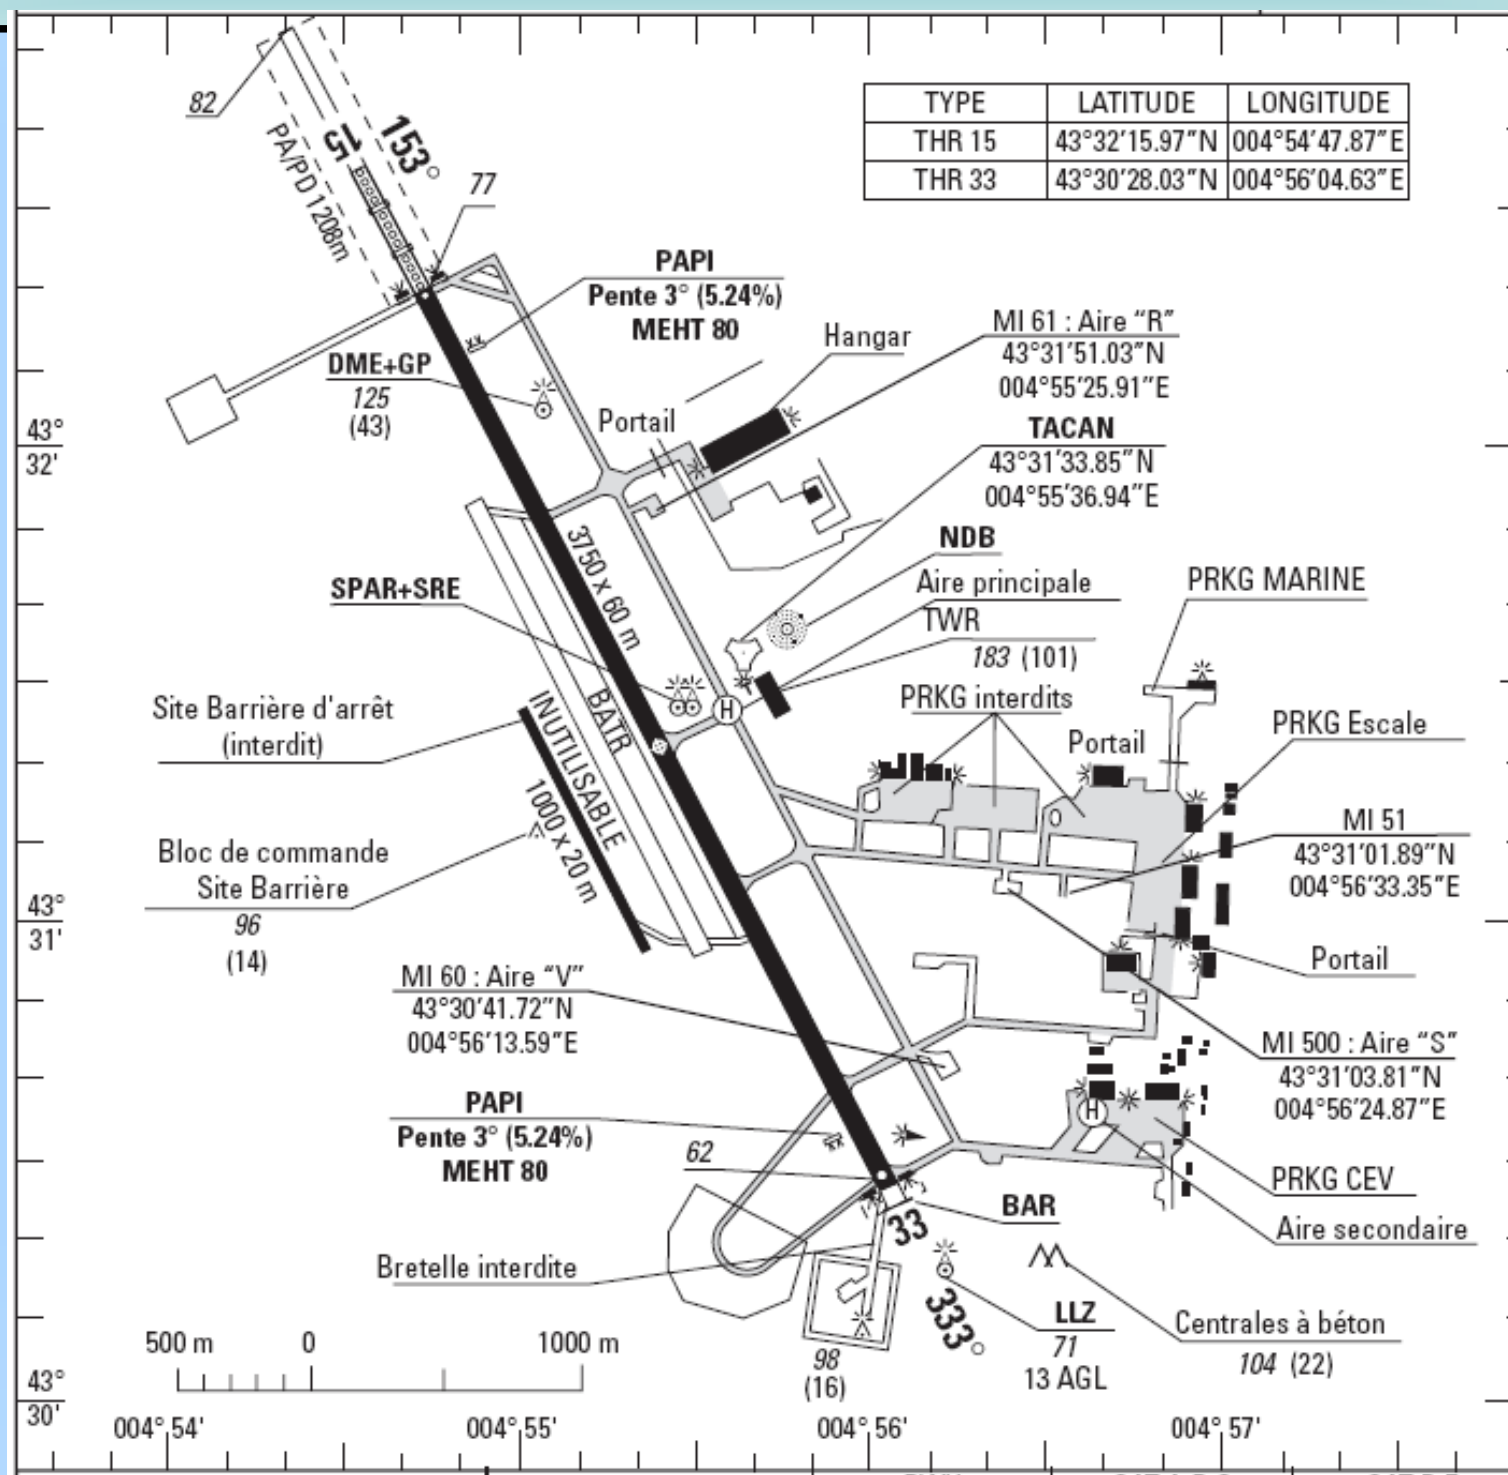 TYPE LATITUDE LONGITUDE
THR 15 43°32'15.97"N 004°54'47.87"E
THR 33 43°30'28.03"N 004°56'04.63"E
82
15
153°
PA/PD 1208m
77
PAPI
Pente 3° (5.24%)
MEHT 80
DME+GP
125
(43)
Hangar
Portail
MI 61 : Aire “R”
43°31'51.03"N
004°55'25.91"E
TACAN
43°31'33.85"N
004°55'36.94"E
43°
32'
3750 x 60 m
SPAR+SRE
NDB
Aire principale
TWR
183 (101)
PRKG MARINE
PRKG interdits
H
Site Barrière d'arrêt
(interdit)
BATR
INUTILISABLE
1000 x 20 m
Portail
PRKG Escale
MI 51
43°31'01.89"N
004°56'33.35"E
Bloc de commande
Site Barrière
96
(14)
43°
31'
Portail
MI 60 : Aire “V”
43°30'41.72"N
004°56'13.59"E
MI 500 : Aire “S”
43°31'03.81"N
004°56'24.87"E
PAPI
Pente 3° (5.24%)
MEHT 80
H
62
PRKG CEV
BAR
33
Aire secondaire
Bretelle interdite
333°
LLZ
71
13 AGL
Centrales à béton
104 (22)
98
(16)
500 m 0 1000 m
43°
30'
004° 54' 004° 55' 004° 56' 004° 57'